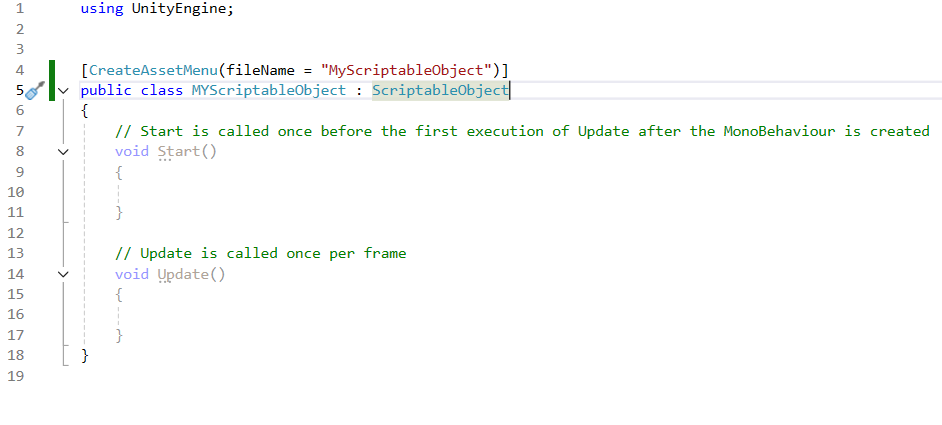 1 using UnityEngine;
2
3
4 [CreateAssetMenu(fileName = "MyScriptableObject")]
5 public class MYScriptableObject : ScriptableObject
6 {
7 // Start is called once before the first execution of Update after the MonoBehaviour is created
8 void Start()
9 {
10
11 }
12
13 // Update is called once per frame
14 void Update()
15 {
16
17 }
18 }
19